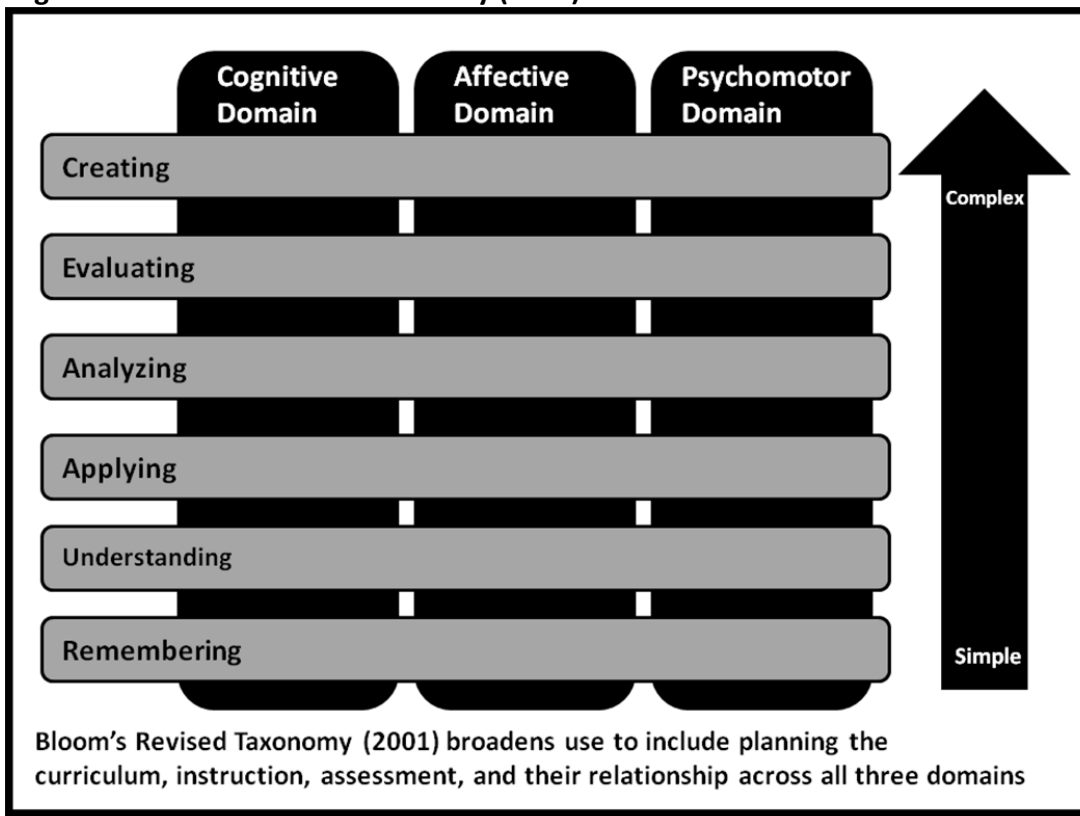 Cognitive
Domain
Affective
Domain
Psychomotor
Domain
Creating
Complex
Evaluating
Analyzing
Applying
Understanding
Remembering
Simple
Bloom’s Revised Taxonomy (2001) broadens use to include planning the
curriculum, instruction, assessment, and their relationship across all three domains